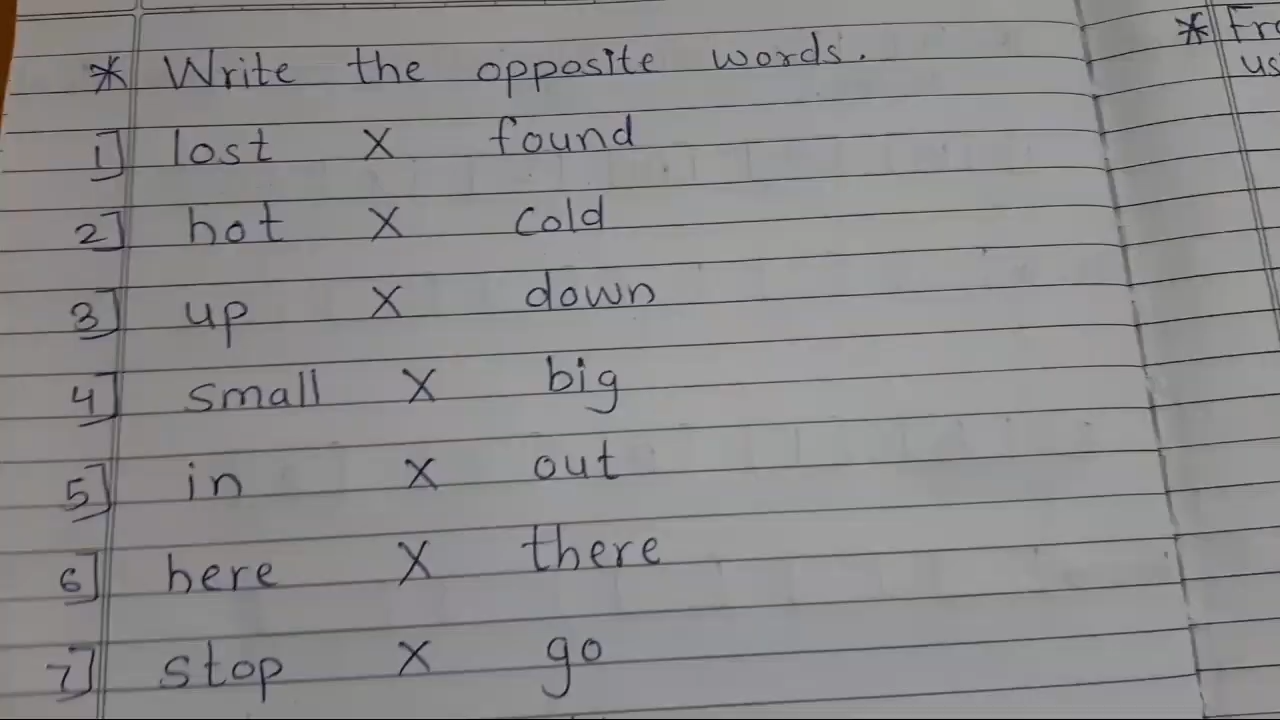 * Write the opposite words.
1] lost X found
2] hot X cold
3] up X down
4] small X big
5] in X out
6] here X there
7] stop X go
*